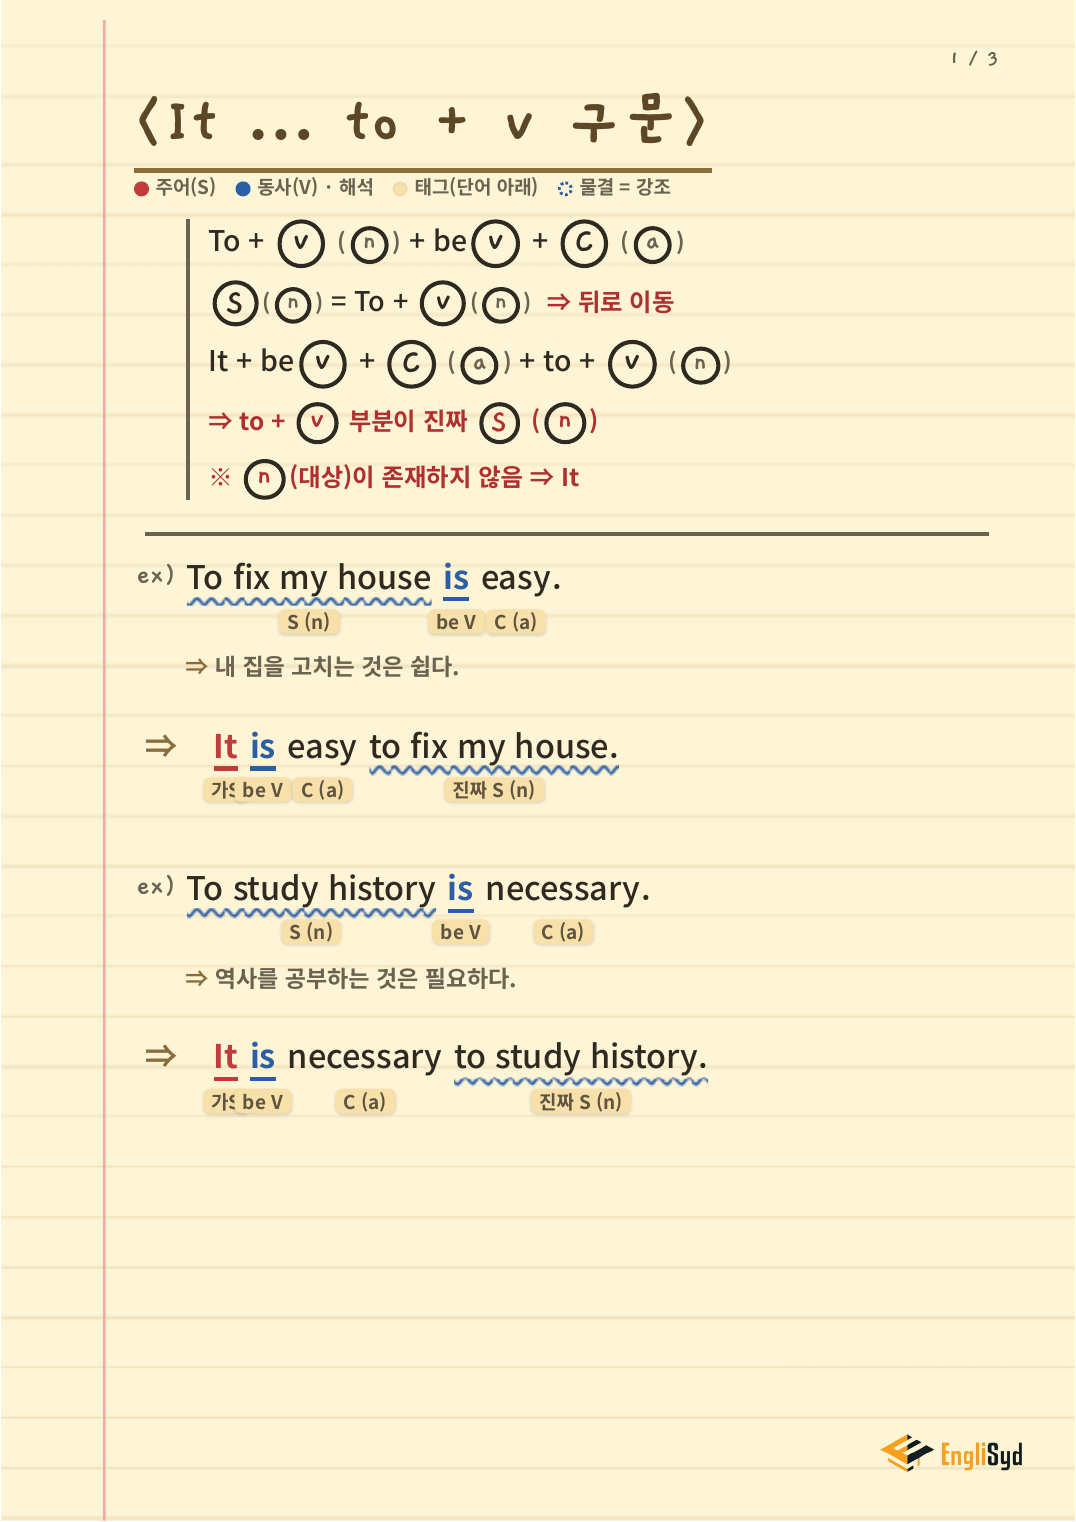 1 / 3
〈It ... to + v 구문〉
주어(S) 동사(V) · 해석 태그(단어 아래) 물결 = 강조
To + v (n) + be v + C (a)
S (n) = To + v (n) ⇒ 뒤로 이동
It + be v + C (a) + to + v (n)
⇒ to + v 부분이 진짜 S (n)
※ n (대상)이 존재하지 않음 ⇒ It
ex) To fix my house is easy.
S (n) be V C (a)
⇒ 내 집을 고치는 것은 쉽다.
⇒ It is easy to fix my house.
가S be V C (a) 진짜 S (n)
ex) To study history is necessary.
S (n) be V C (a)
⇒ 역사를 공부하는 것은 필요하다.
⇒ It is necessary to study history.
가S be V C (a) 진짜 S (n)
EngliSyd